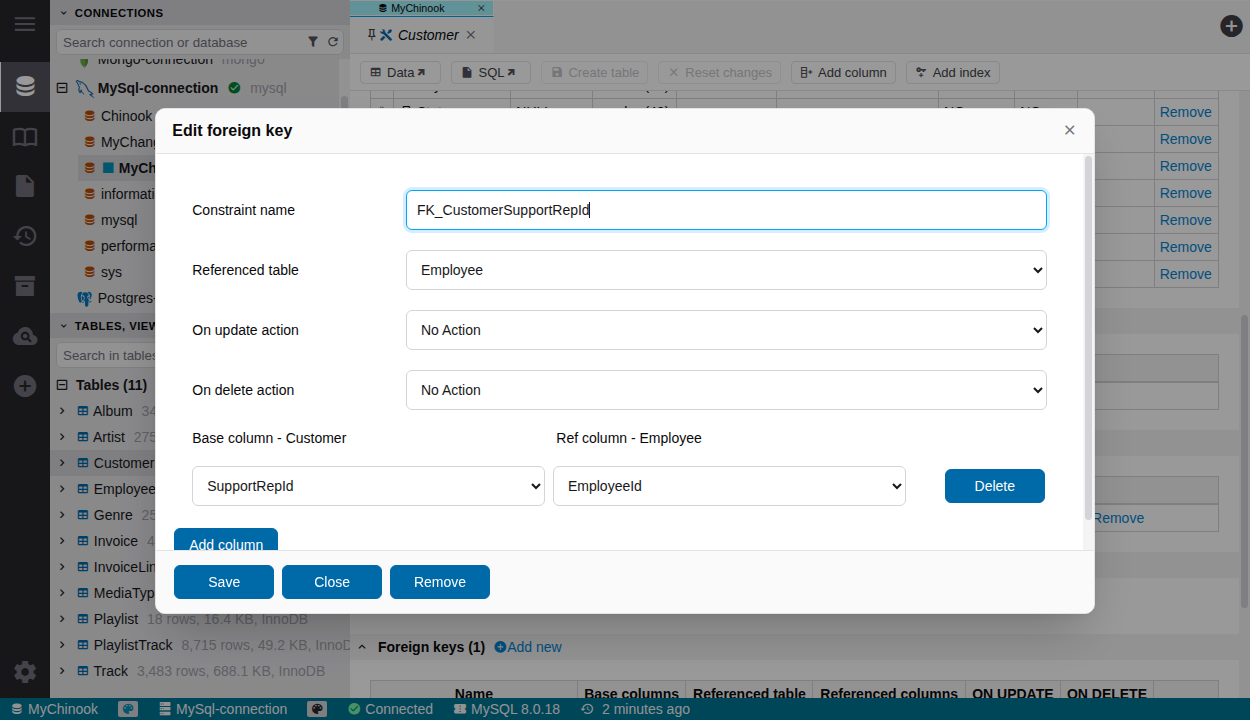 CONNECTIONS
Search connection or database
Mongo-connection mongo
MySql-connection mysql
Chinook
MyChang
MyCh
informati
mysql
performa
sys
Postgres-
TABLES, VIEW
Search in tables
Tables (11)
Album 34
Artist 275
Customer
Employee
Genre 25
Invoice 4
InvoiceLin
MediaTyp
Playlist 18 rows, 16.4 KB, InnoDB
PlaylistTrack 8,715 rows, 49.2 KB, InnoD
Track 3,483 rows, 688.1 KB, InnoDB
MyChinook
Customer
Data
SQL
Create table
Reset changes
Add column
Add index
Remove
Remove
Remove
Remove
Remove
Remove
Remove
Edit foreign key
Constraint name
FK_CustomerSupportRepId
Referenced table
Employee
On update action
No Action
On delete action
No Action
Base column - Customer
Ref column - Employee
SupportRepId
EmployeeId
Delete
Add column
Save
Close
Remove
Remove
Foreign keys (1)
Add new
Name
Base columns
Referenced table
Referenced columns
ON UPDATE
ON DELETE
MyChinook
MySql-connection
Connected
MySQL 8.0.18
2 minutes ago